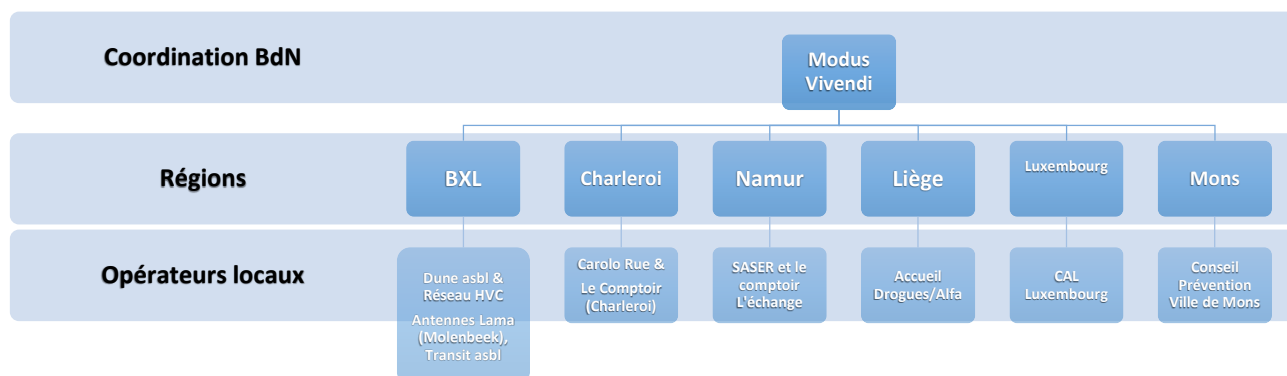 Coordination BdN
Modus
Vivendi
Régions
BXL
Charleroi
Namur
Liège
Luxembourg
Mons
Opérateurs locaux
Dune asbl &
Réseau HVC
Antennes Lama
(Molenbeek),
Transit asbl
Carolo Rue &
Le Comptoir
(Charleroi)
SASER et le
comptoir
L'échange
Accueil
Drogues/Alfa
CAL
Luxembourg
Conseil
Prévention
Ville de Mons